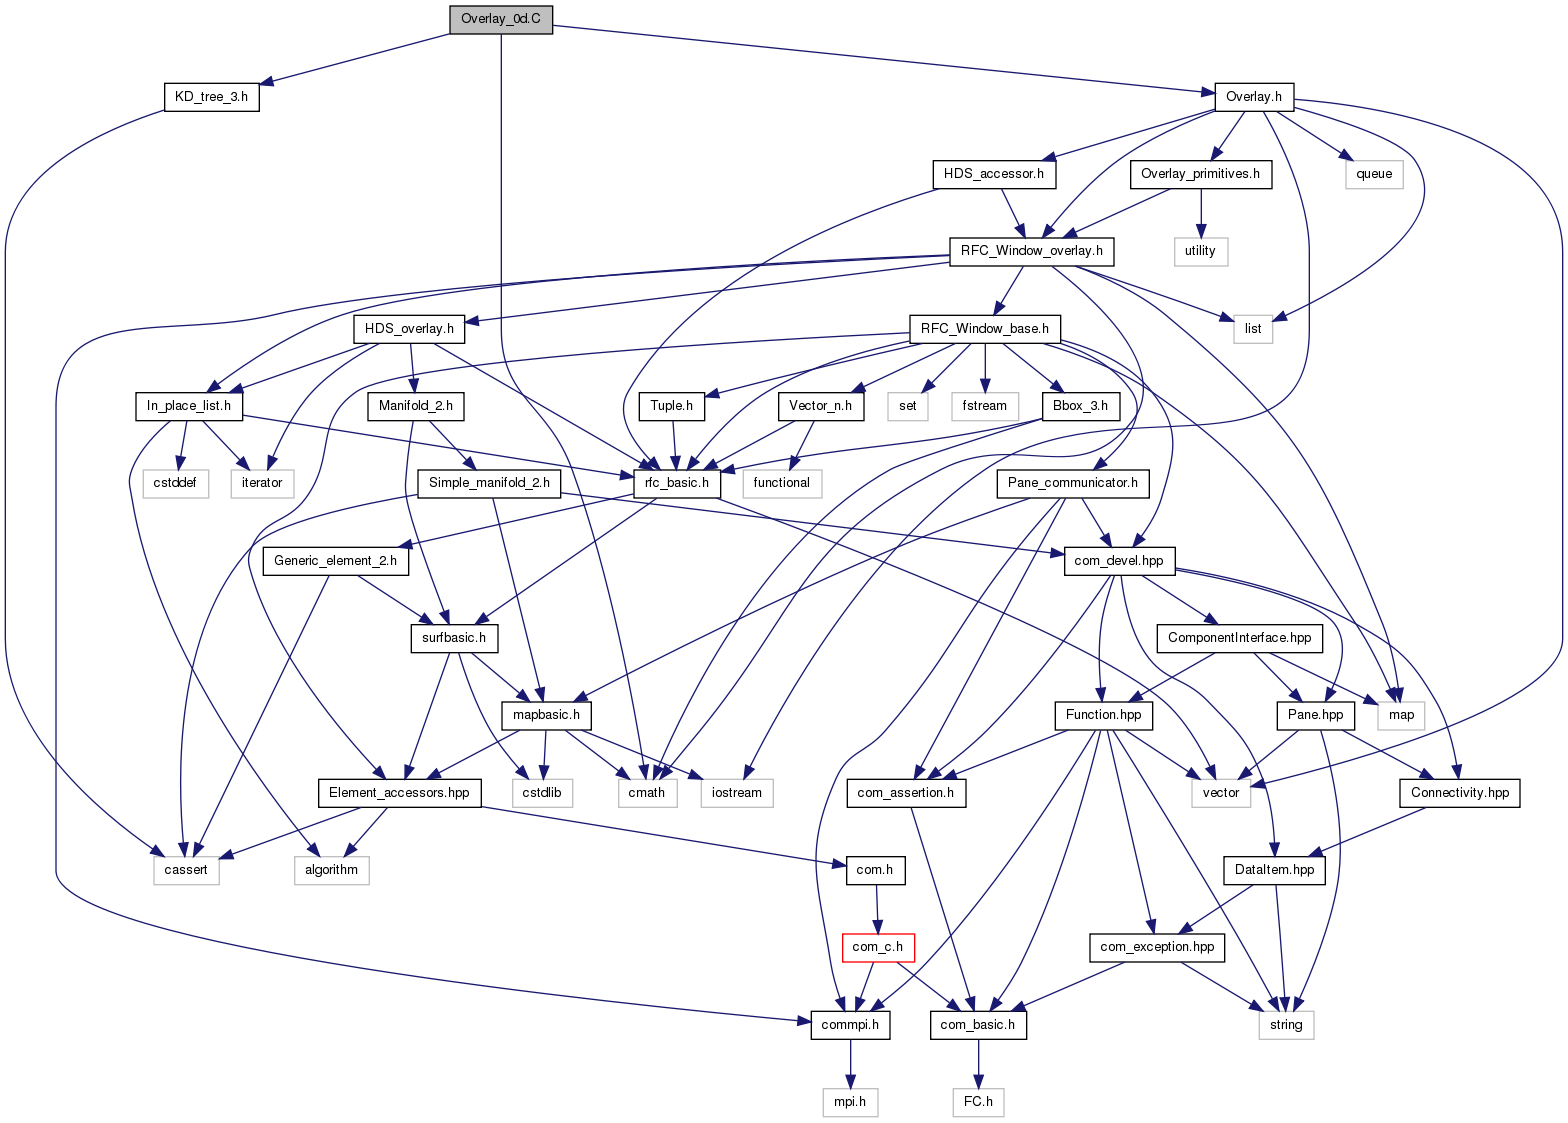 Overlay_0d.C
KD_tree_3.h
Overlay.h
HDS_accessor.h
Overlay_primitives.h
queue
RFC_Window_overlay.h
utility
HDS_overlay.h
RFC_Window_base.h
list
In_place_list.h
Manifold_2.h
Tuple.h
Vector_n.h
set
fstream
Bbox_3.h
cstddef
iterator
Simple_manifold_2.h
rfc_basic.h
functional
Pane_communicator.h
Generic_element_2.h
com_devel.hpp
surfbasic.h
ComponentInterface.hpp
mapbasic.h
Function.hpp
Pane.hpp
map
Element_accessors.hpp
cstdlib
cmath
iostream
com_assertion.h
vector
Connectivity.hpp
cassert
algorithm
com.h
DataItem.hpp
com_c.h
com_exception.hpp
commpi.h
com_basic.h
string
mpi.h
FC.h